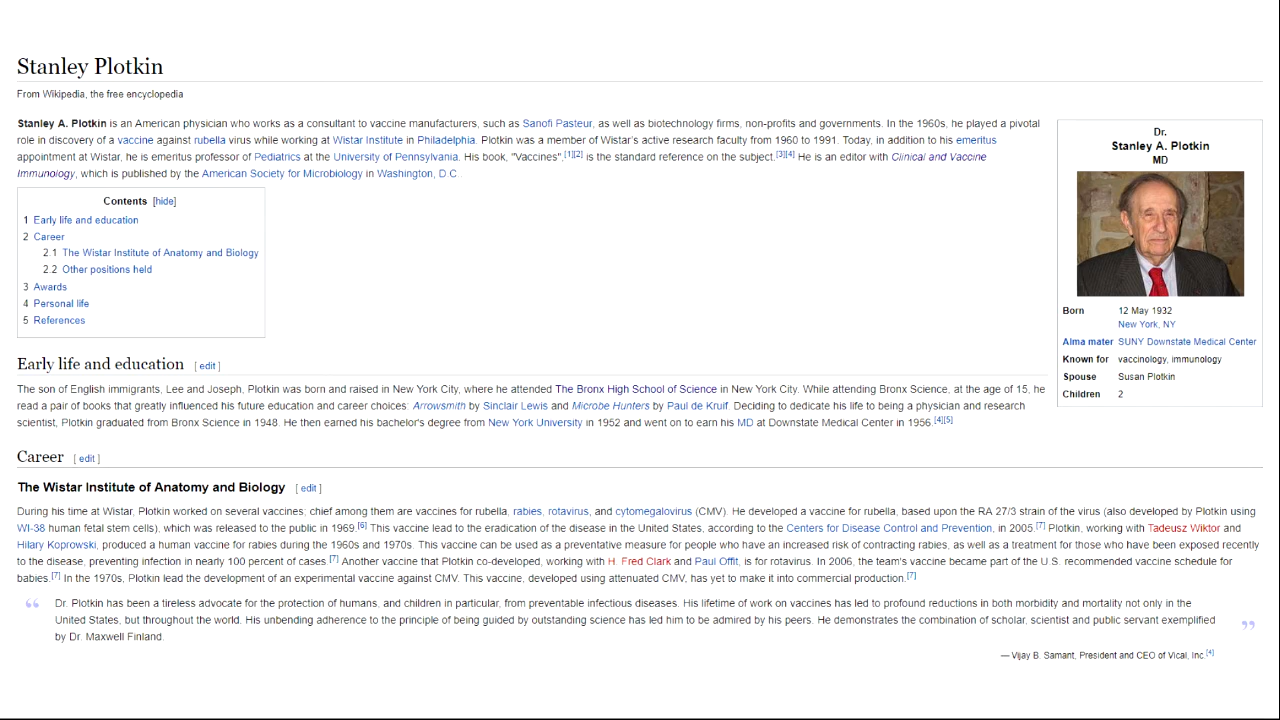 Stanley Plotkin
From Wikipedia, the free encyclopedia
Stanley A. Plotkin is an American physician who works as a consultant to vaccine manufacturers, such as Sanofi Pasteur, as well as biotechnology firms, non-profits and governments. In the 1960s, he played a pivotal
role in discovery of a vaccine against rubella virus while working at Wistar Institute in Philadelphia. Plotkin was a member of Wistar's active research faculty from 1960 to 1991. Today, in addition to his emeritus
appointment at Wistar, he is emeritus professor of Pediatrics at the University of Pennsylvania. His book, "Vaccines",[1][2] is the standard reference on the subject.[3][4] He is an editor with Clinical and Vaccine
Immunology, which is published by the American Society for Microbiology in Washington, D.C..
Dr.
Stanley A. Plotkin
MD
Born 12 May 1932
New York, NY
Alma mater SUNY Downstate Medical Center
Known for vaccinology, immunology
Spouse Susan Plotkin
Children 2
Contents [hide]
1 Early life and education
2 Career
2.1 The Wistar Institute of Anatomy and Biology
2.2 Other positions held
3 Awards
4 Personal life
5 References
Early life and education [ edit ]
The son of English immigrants, Lee and Joseph, Plotkin was born and raised in New York City, where he attended The Bronx High School of Science in New York City. While attending Bronx Science, at the age of 15, he
read a pair of books that greatly influenced his future education and career choices: Arrowsmith by Sinclair Lewis and Microbe Hunters by Paul de Kruif. Deciding to dedicate his life to being a physician and research
scientist, Plotkin graduated from Bronx Science in 1948. He then earned his bachelor's degree from New York University in 1952 and went on to earn his MD at Downstate Medical Center in 1956.[4][5]
Career [ edit ]
The Wistar Institute of Anatomy and Biology [ edit ]
During his time at Wistar, Plotkin worked on several vaccines; chief among them are vaccines for rubella, rabies, rotavirus, and cytomegalovirus (CMV). He developed a vaccine for rubella, based upon the RA 27/3 strain of the virus (also developed by Plotkin using
WI-38 human fetal stem cells), which was released to the public in 1969.[6] This vaccine lead to the eradication of the disease in the United States, according to the Centers for Disease Control and Prevention, in 2005.[7] Plotkin, working with Tadeusz Wiktor and
Hilary Koprowski, produced a human vaccine for rabies during the 1960s and 1970s. This vaccine can be used as a preventative measure for people who have an increased risk of contracting rabies, as well as a treatment for those who have been exposed recently
to the disease, preventing infection in nearly 100 percent of cases.[7] Another vaccine that Plotkin co-developed, working with H. Fred Clark and Paul Offit, is for rotavirus. In 2006, the team's vaccine became part of the U.S. recommended vaccine schedule for
babies.[7] In the 1970s, Plotkin lead the development of an experimental vaccine against CMV. This vaccine, developed using attenuated CMV, has yet to make it into commercial production.[7]
“ Dr. Plotkin has been a tireless advocate for the protection of humans, and children in particular, from preventable infectious diseases. His lifetime of work on vaccines has led to profound reductions in both morbidity and mortality not only in the
United States, but throughout the world. His unbending adherence to the principle of being guided by outstanding science has led him to be admired by his peers. He demonstrates the combination of scholar, scientist and public servant exemplified ”
by Dr. Maxwell Finland.
— Vijay B. Samant, President and CEO of Vical, Inc.[4]